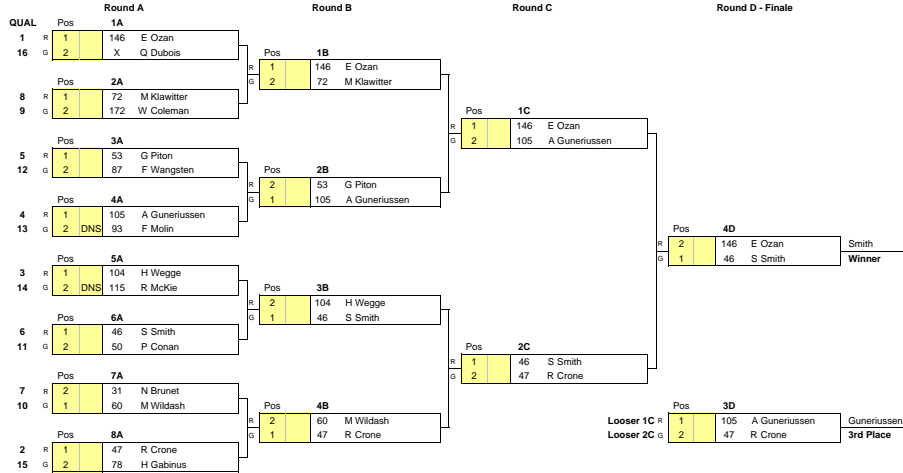 Round A Round B Round C Round D - Finale
QUAL Pos 1A
1 R 1 146 E Ozan
16 G 2 X Q Dubois
Pos 2A
8 R 1 72 M Klawitter
9 G 2 172 W Coleman
Pos 3A
5 R 1 53 G Piton
12 G 2 87 F Wangsten
Pos 4A
4 R 1 105 A Guneriussen
13 G 2 DNS 93 F Molin
Pos 5A
3 R 1 104 H Wegge
14 G 2 DNS 115 R McKie
Pos 6A
6 R 1 46 S Smith
11 G 2 50 P Conan
Pos 7A
7 R 2 31 N Brunet
10 G 1 60 M Wildash
Pos 8A
2 R 1 47 R Crone
15 G 2 78 H Gabinus
Pos 1B
R 1 146 E Ozan
G 2 72 M Klawitter
Pos 2B
R 2 53 G Piton
G 1 105 A Guneriussen
Pos 3B
R 2 104 H Wegge
G 1 46 S Smith
Pos 4B
R 2 60 M Wildash
G 1 47 R Crone
Pos 1C
R 1 146 E Ozan
G 2 105 A Guneriussen
Pos 2C
R 1 46 S Smith
G 2 47 R Crone
Pos 4D
R 2 146 E Ozan Smith
G 1 46 S Smith Winner
Pos 3D
Looser 1C R 1 105 A Guneriussen Guneriussen
Looser 2C G 2 47 R Crone 3rd Place